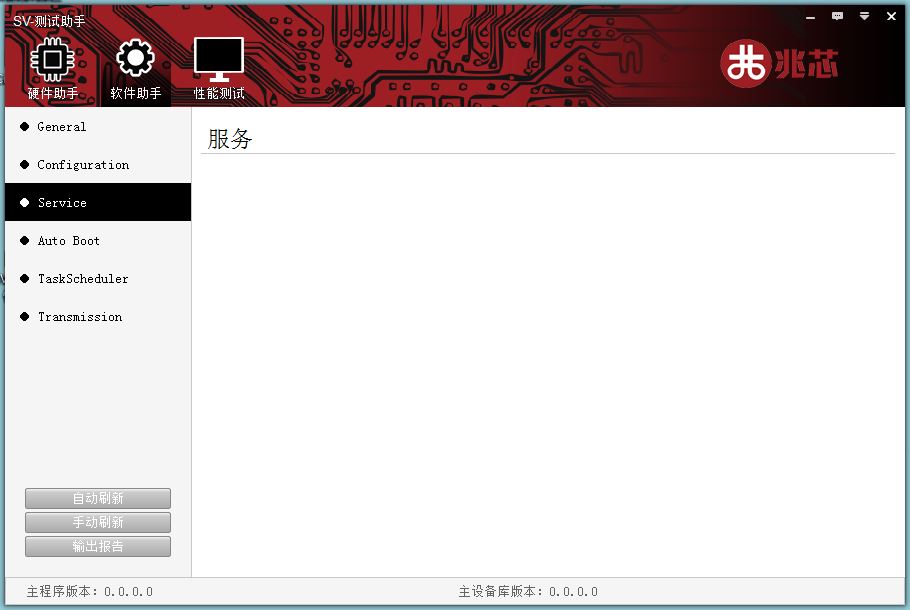 SV-测试助手
硬件助手 软件助手 性能测试
兆芯
General
Configuration
Service
Auto Boot
TaskScheduler
Transmission
服务
自动刷新
手动刷新
输出报告
主程序版本: 0.0.0.0 主设备库版本: 0.0.0.0